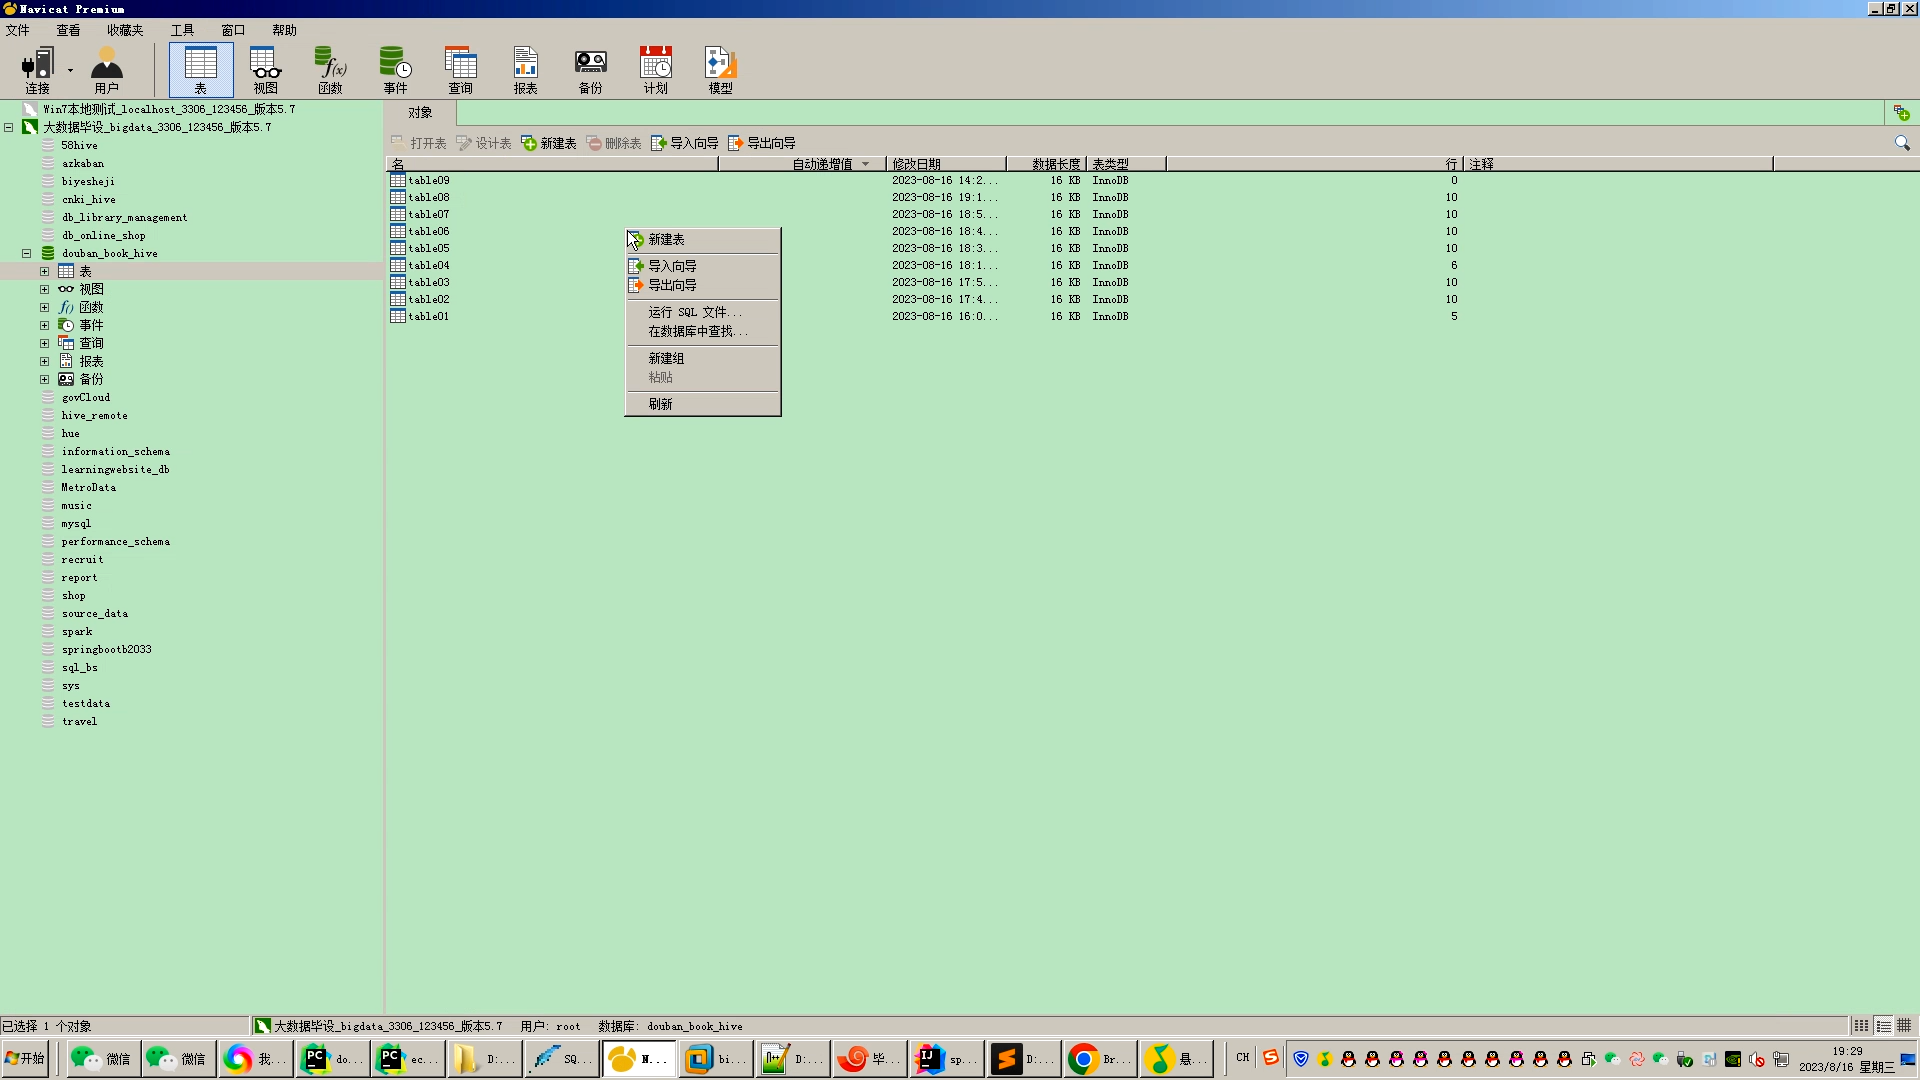 Navicat Premium
文件 查看 收藏夹 工具 窗口 帮助
连接 用户 表 视图 函数 事件 查询 报表 备份 计划 模型
Win7本地测试_localhost_3306_123456_版本5.7
大数据毕设_bigdata_3306_123456_版本5.7
58hive
azkaban
biyesheji
cnki_hive
db_library_management
db_online_shop
douban_book_hive
表
视图
函数
事件
查询
报表
备份
govCloud
hive_remote
hue
information_schema
learningwebsite_db
MetroData
music
mysql
performance_schema
recruit
report
shop
source_data
spark
springbootb2033
sql_bs
sys
testdata
travel
对象
打开表 设计表 新建表 删除表 导入向导 导出向导
名 自动递增值 修改日期 数据长度 表类型 行 注释
table09 2023-08-16 14:2... 16 KB InnoDB 0
table08 2023-08-16 19:1... 16 KB InnoDB 10
table07 2023-08-16 18:5... 16 KB InnoDB 10
table06 2023-08-16 18:4... 16 KB InnoDB 10
table05 2023-08-16 18:3... 16 KB InnoDB 10
table04 2023-08-16 18:1... 16 KB InnoDB 6
table03 2023-08-16 17:5... 16 KB InnoDB 10
table02 2023-08-16 17:4... 16 KB InnoDB 10
table01 2023-08-16 16:0... 16 KB InnoDB 5
新建表
导入向导
导出向导
运行 SQL 文件...
在数据库中查找...
新建组
粘贴
刷新
已选择 1 个对象 大数据毕设_bigdata_3306_123456_版本5.7 用户: root 数据库: douban_book_hive
开始 微信 微信 我... do... ec... D:... SQ... N... bi... D:... 毕... sp... D:... Br... 悬... CH 19:29
2023/8/16 星期三